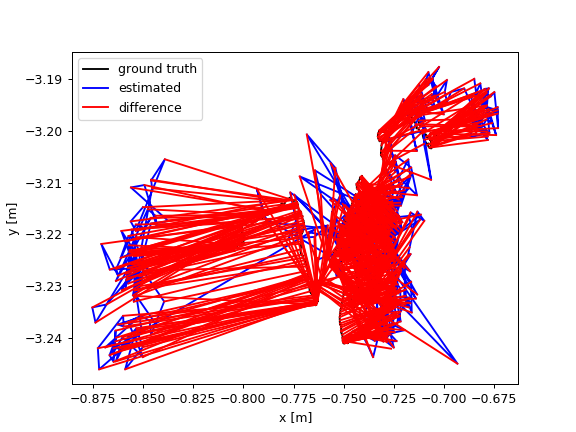 ground truth
estimated
difference
−3.19
−3.20
−3.21
−3.22
−3.23
−3.24
y [m]
−0.875 −0.850 −0.825 −0.800 −0.775 −0.750 −0.725 −0.700 −0.675
x [m]